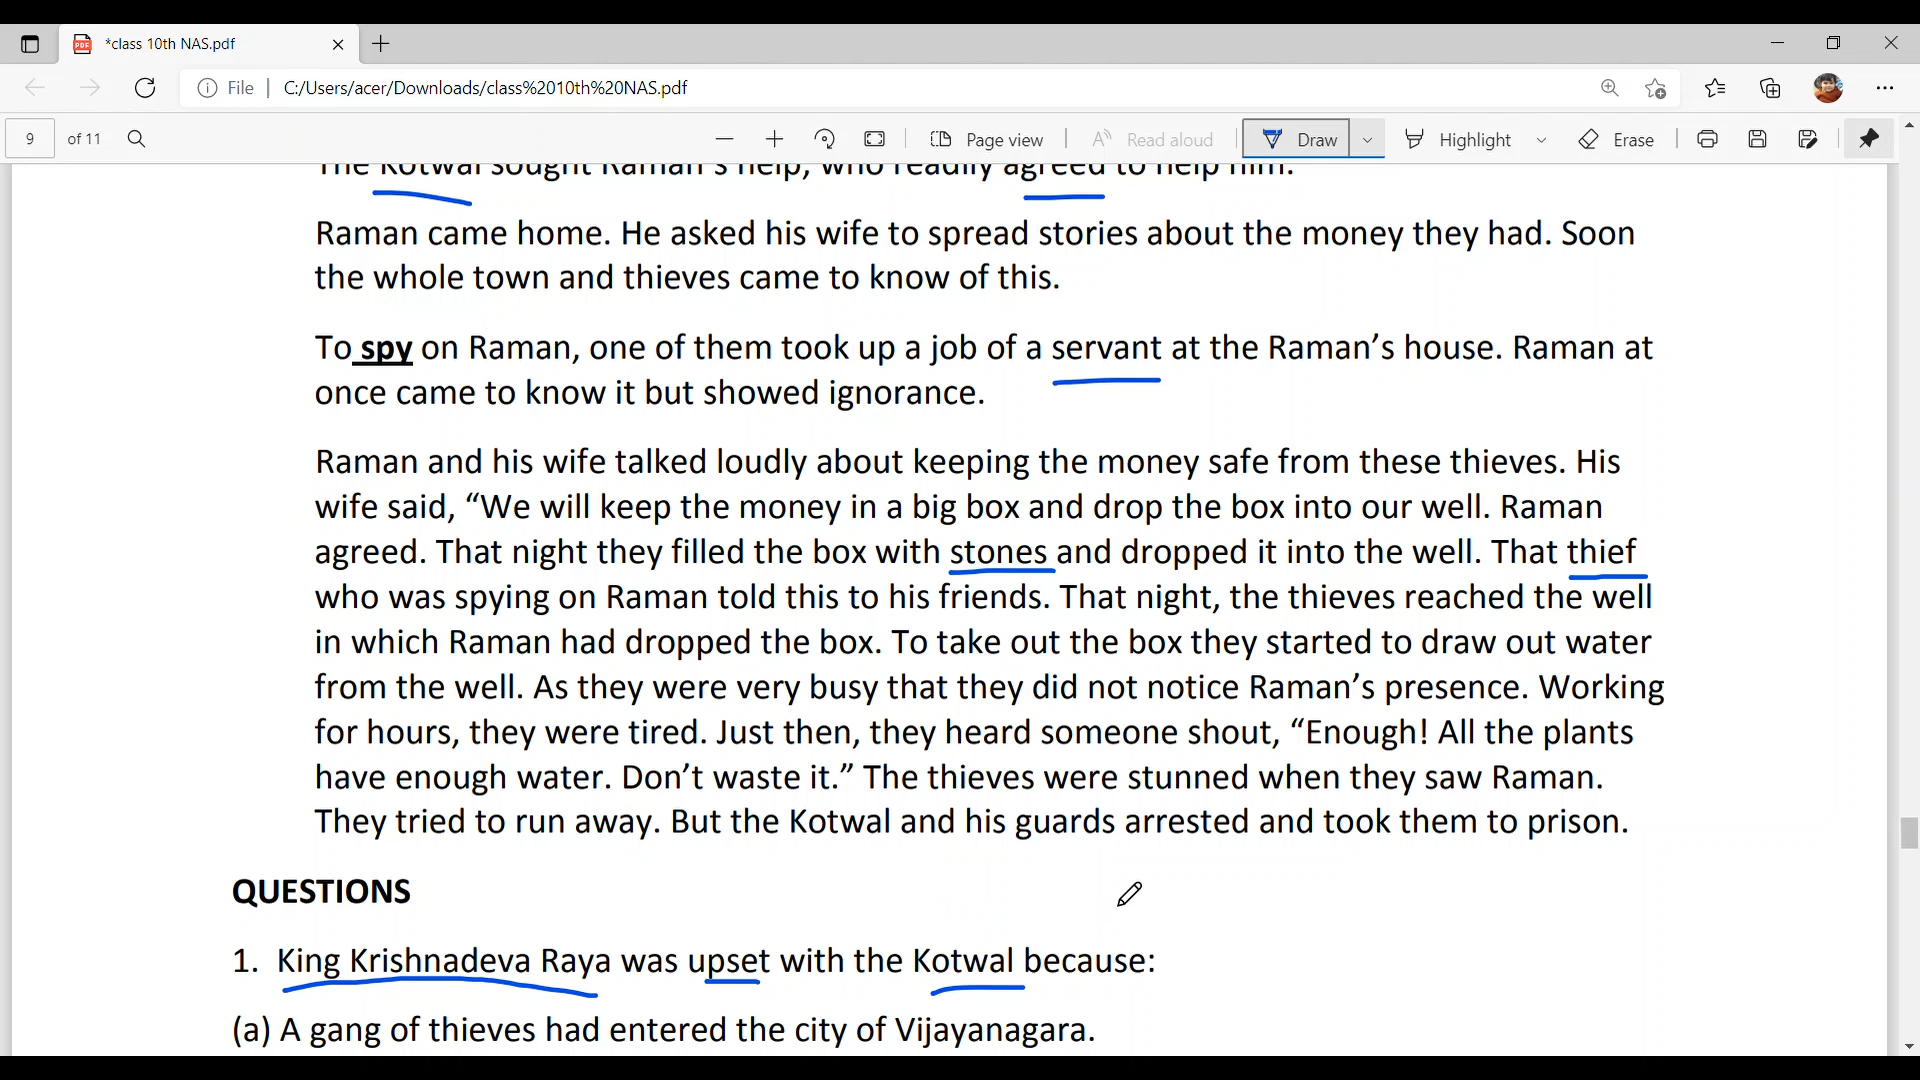 *class 10th NAS.pdf
File | C:/Users/acer/Downloads/class%2010th%20NAS.pdf
9 of 11 Page view Read aloud Draw Highlight Erase
The Kotwal sought Raman's help, who readily agreed to help him.
Raman came home. He asked his wife to spread stories about the money they had. Soon
the whole town and thieves came to know of this.
To spy on Raman, one of them took up a job of a servant at the Raman’s house. Raman at
once came to know it but showed ignorance.
Raman and his wife talked loudly about keeping the money safe from these thieves. His
wife said, “We will keep the money in a big box and drop the box into our well. Raman
agreed. That night they filled the box with stones and dropped it into the well. That thief
who was spying on Raman told this to his friends. That night, the thieves reached the well
in which Raman had dropped the box. To take out the box they started to draw out water
from the well. As they were very busy that they did not notice Raman’s presence. Working
for hours, they were tired. Just then, they heard someone shout, “Enough! All the plants
have enough water. Don’t waste it.” The thieves were stunned when they saw Raman.
They tried to run away. But the Kotwal and his guards arrested and took them to prison.
QUESTIONS
1. King Krishnadeva Raya was upset with the Kotwal because:
(a) A gang of thieves had entered the city of Vijayanagara.